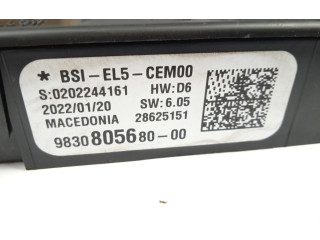 * BSI-EL5-CEM00
S:0202244161 HW:D6
2022/01/20 SW:6.05
MACEDONIA 28625151
9830805680-00